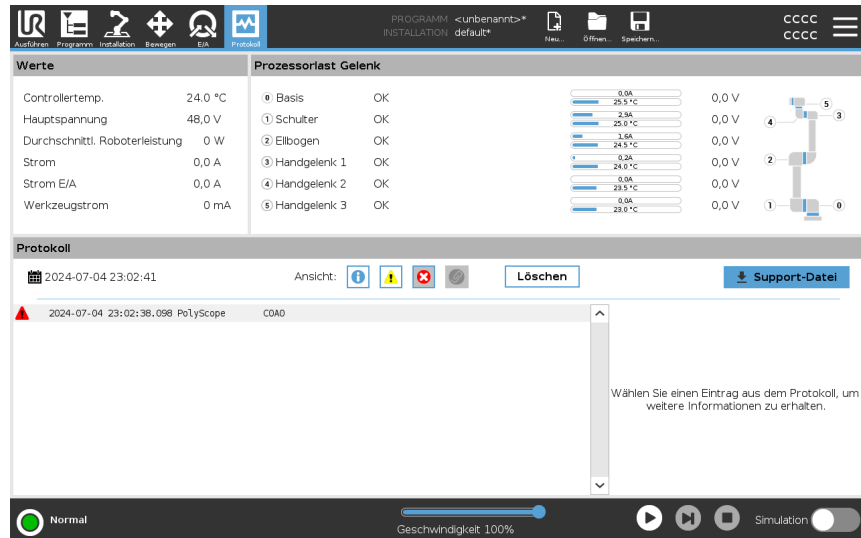 PROGRAMM <unbenannt>*
INSTALLATION default*
CCCC
CCCC
Ausführen Programm Installation Bewegen E/A Protokoll
Neu... Öffnen... Speichern...
Werte
Controllertemp. 24.0 °C
Hauptspannung 48,0 V
Durchschnittl. Roboterleistung 0 W
Strom 0,0 A
Strom E/A 0,0 A
Werkzeugstrom 0 mA
Prozessorlast Gelenk
0 Basis OK 0,0A 25.5 °C 0,0 V
1 Schulter OK 2,9A 25.0 °C 0,0 V
2 Ellbogen OK 1,6A 24.5 °C 0,0 V
3 Handgelenk 1 OK 0,2A 24.0 °C 0,0 V
4 Handgelenk 2 OK 0,0A 23.5 °C 0,0 V
5 Handgelenk 3 OK 0,0A 23.0 °C 0,0 V
5
4 3
2
1 0
Protokoll
2024-07-04 23:02:41 Ansicht: Löschen Support-Datei
2024-07-04 23:02:38.098 PolyScope C0A0
Wählen Sie einen Eintrag aus dem Protokoll, um
weitere Informationen zu erhalten.
Normal
Geschwindigkeit 100%
Simulation